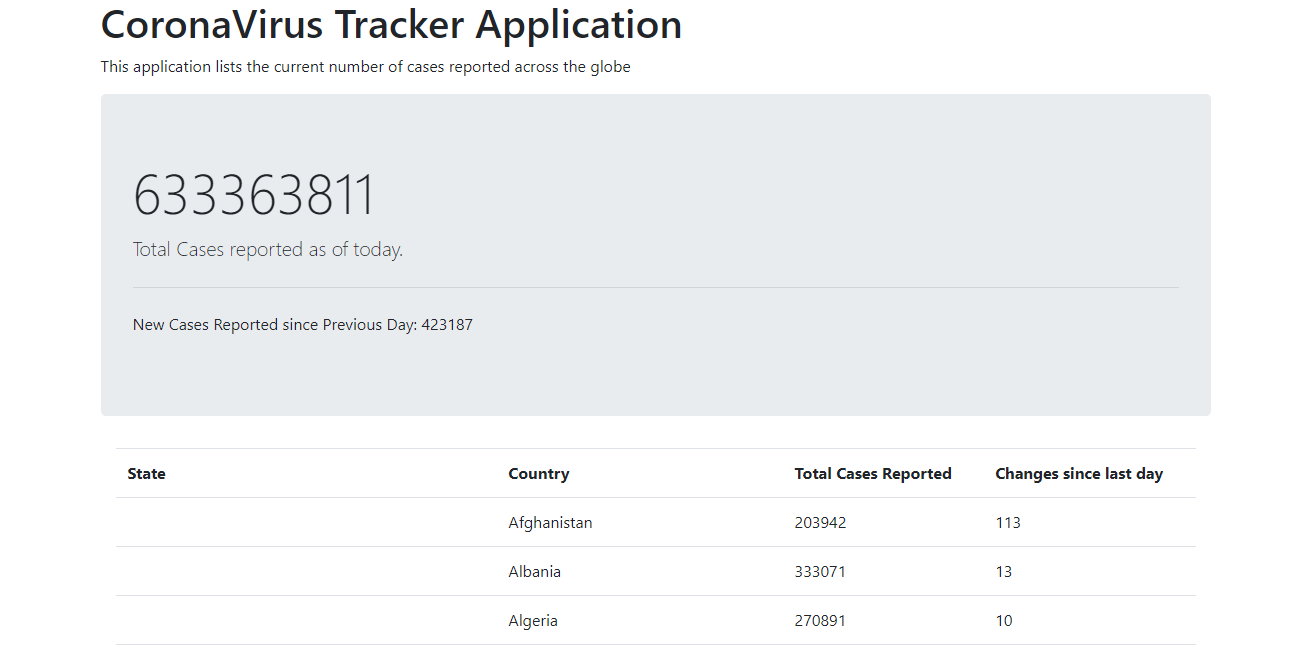 CoronaVirus Tracker Application
This application lists the current number of cases reported across the globe
633363811
Total Cases reported as of today.
New Cases Reported since Previous Day: 423187
State Country Total Cases Reported Changes since last day
Afghanistan 203942 113
Albania 333071 13
Algeria 270891 10